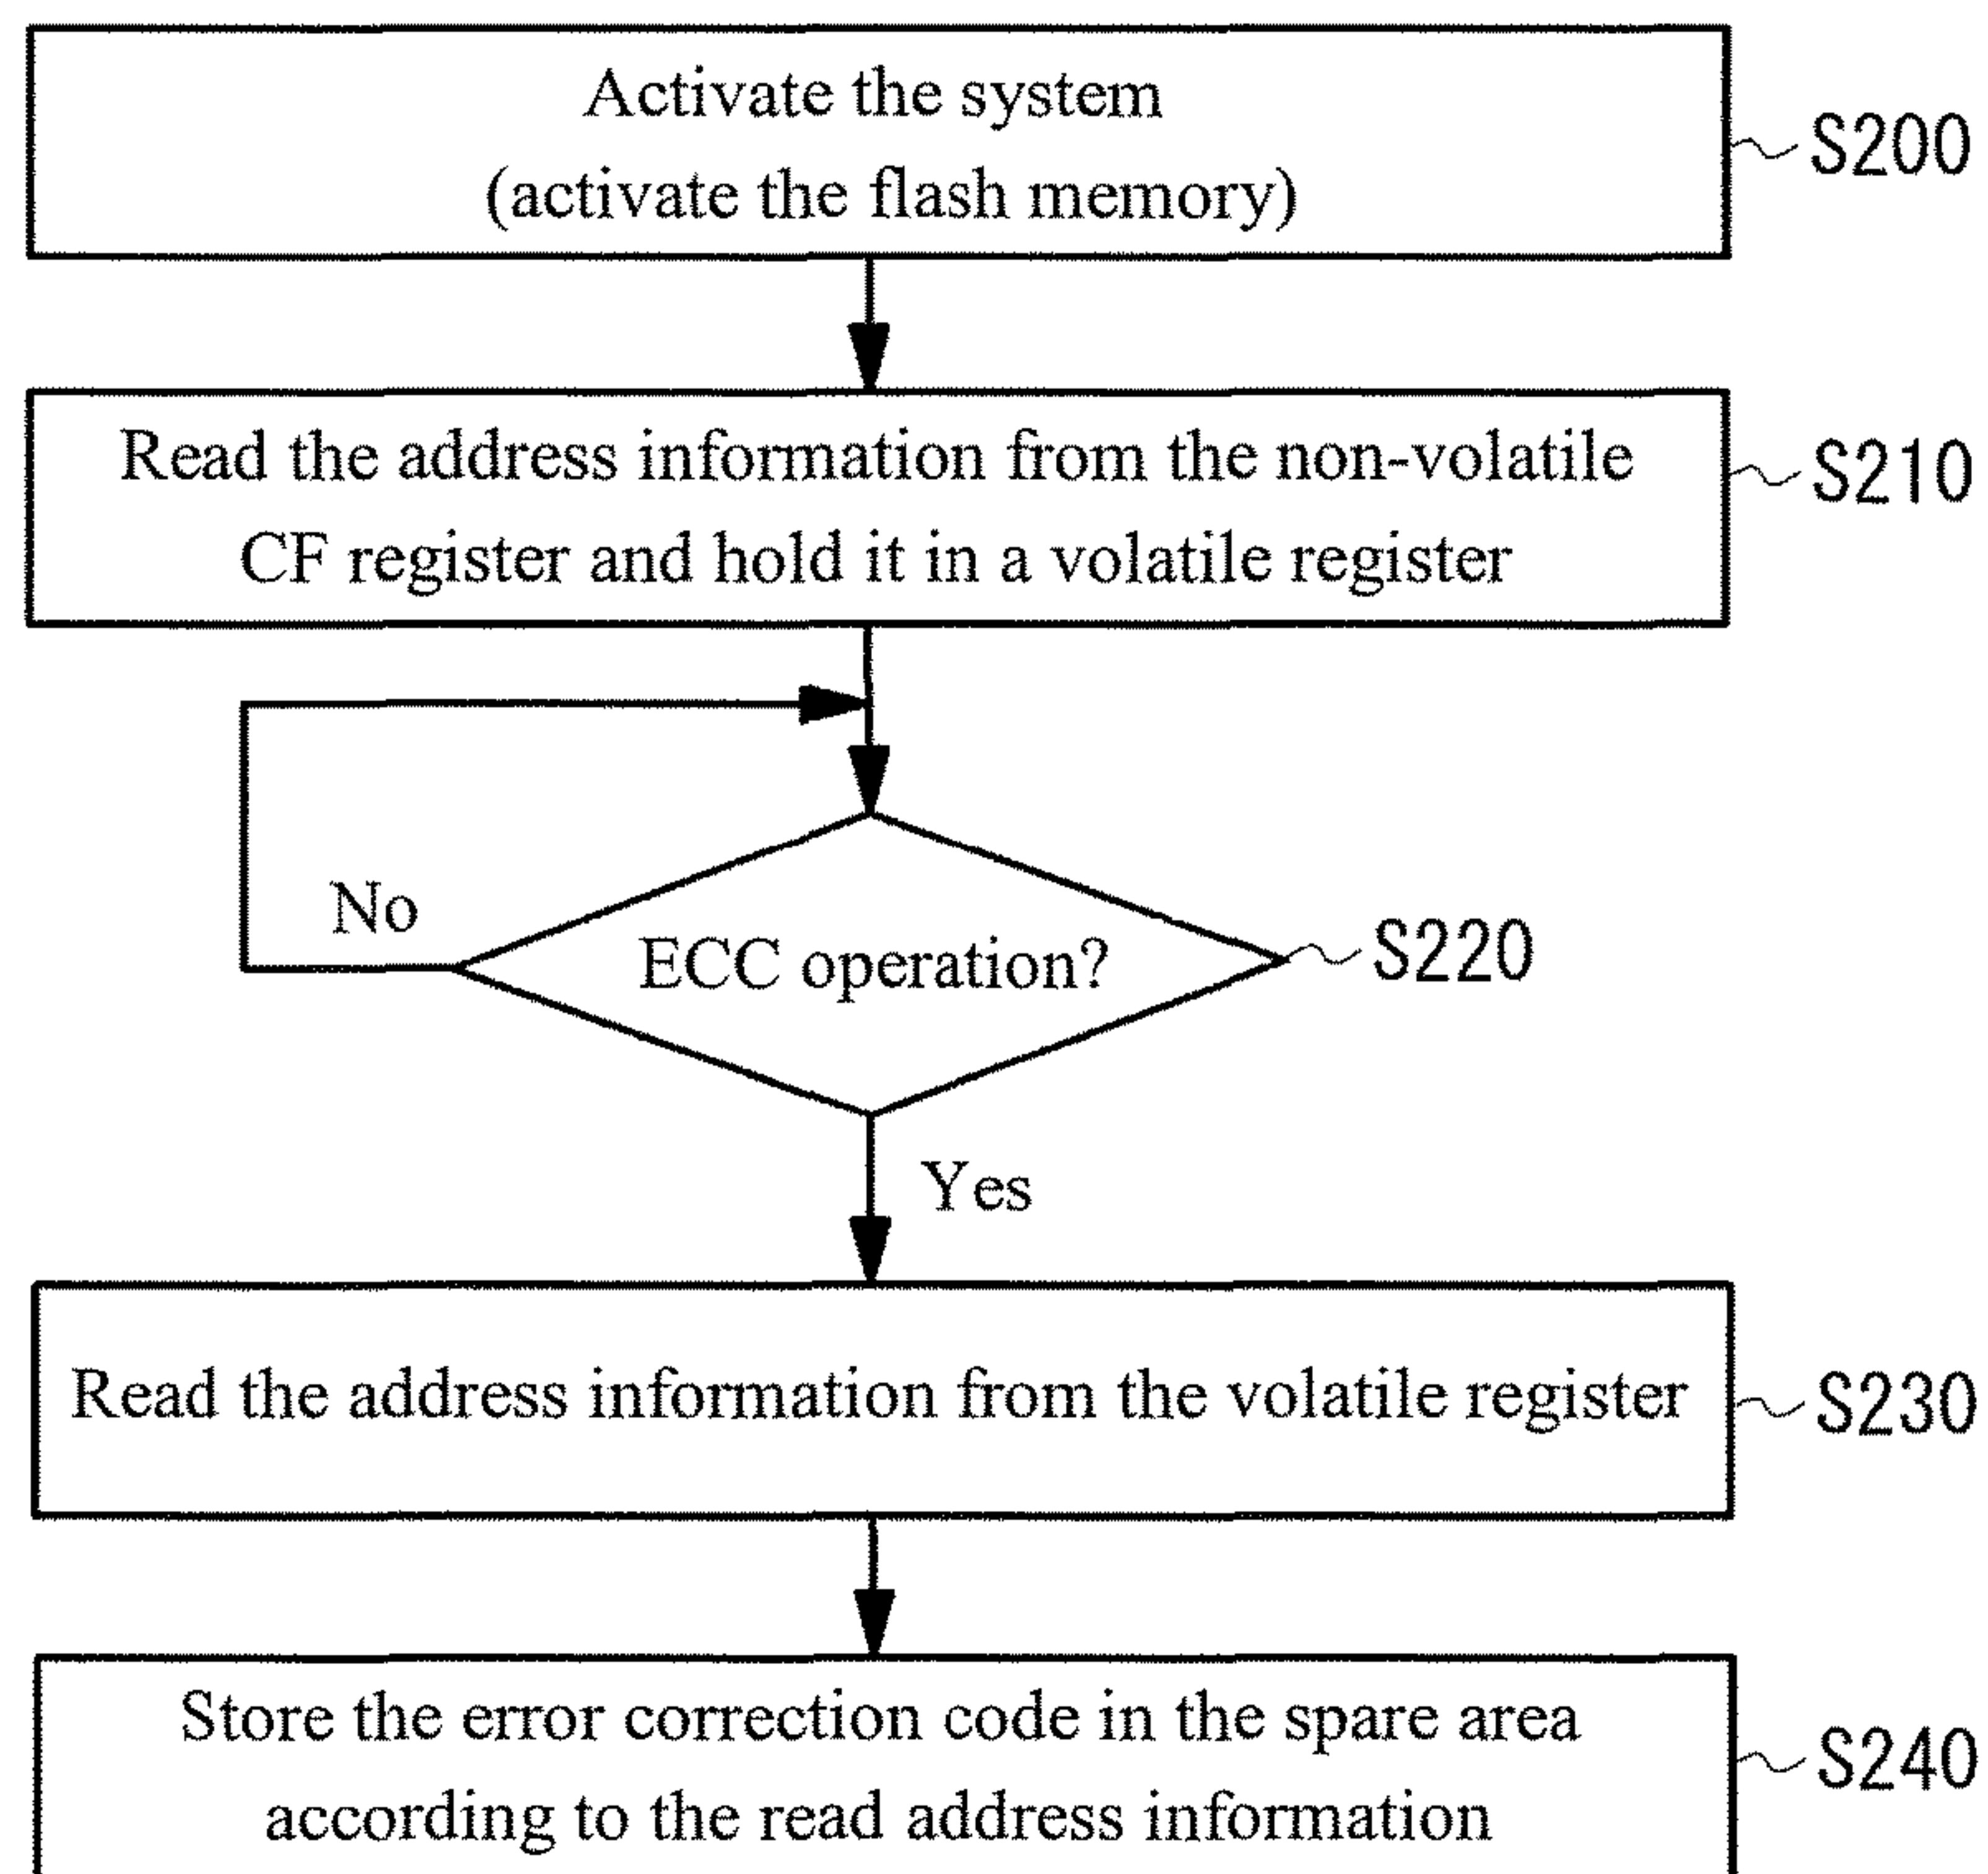 Activate the system
(activate the flash memory)
S200
Read the address information from the non-volatile
CF register and hold it in a volatile register
S210
No
ECC operation?
S220
Yes
Read the address information from the volatile register
S230
Store the error correction code in the spare area
according to the read address information
S240